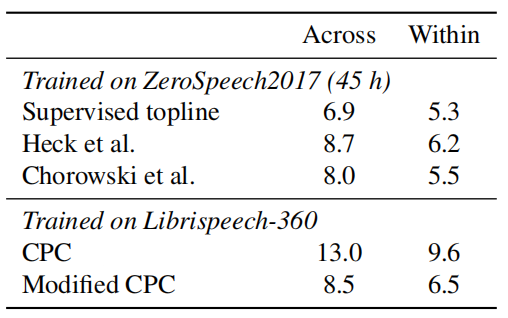 Across Within
Trained on ZeroSpeech2017 (45 h)
Supervised topline 6.9 5.3
Heck et al. 8.7 6.2
Chorowski et al. 8.0 5.5
Trained on Librispeech-360
CPC 13.0 9.6
Modified CPC 8.5 6.5